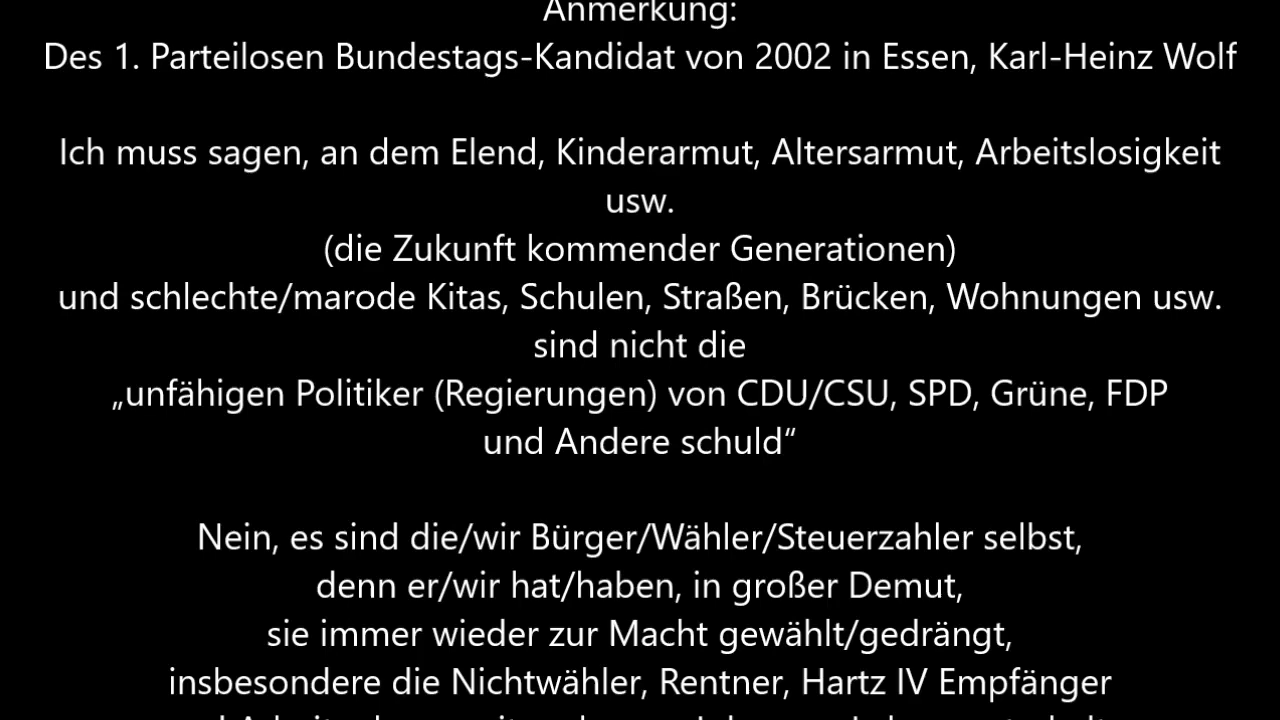 Anmerkung:
Des 1. Parteilosen Bundestags-Kandidat von 2002 in Essen, Karl-Heinz Wolf
Ich muss sagen, an dem Elend, Kinderarmut, Altersarmut, Arbeitslosigkeit
usw.
(die Zukunft kommender Generationen)
und schlechte/marode Kitas, Schulen, Straßen, Brücken, Wohnungen usw.
sind nicht die
„unfähigen Politiker (Regierungen) von CDU/CSU, SPD, Grüne, FDP
und Andere schuld“
Nein, es sind die/wir Bürger/Wähler/Steuerzahler selbst,
denn er/wir hat/haben, in großer Demut,
sie immer wieder zur Macht gewählt/gedrängt,
insbesondere die Nichtwähler, Rentner, Hartz IV Empfänger